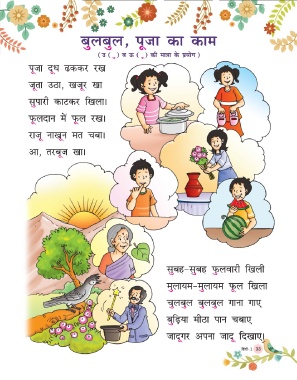 बुलबुल, पूजा का काम
( उ ( ु ) व ऊ ( ू ) की मात्रा के प्रयोग )
पूजा दूध ढककर रख
जूता उठा, खजूर खा
सुपारी काटकर खिला।
फूलदान में फूल रख।
राजू नाखून मत चबा।
आ, तरबूज खा।
सुबह-सुबह फुलवारी खिली
मुलायम-मुलायम फूल खिला
चुलबुल बुलबुल गाना गाए
बुढ़िया मीठा पान चबाए
जादूगर अपना जादू दिखाए।
33